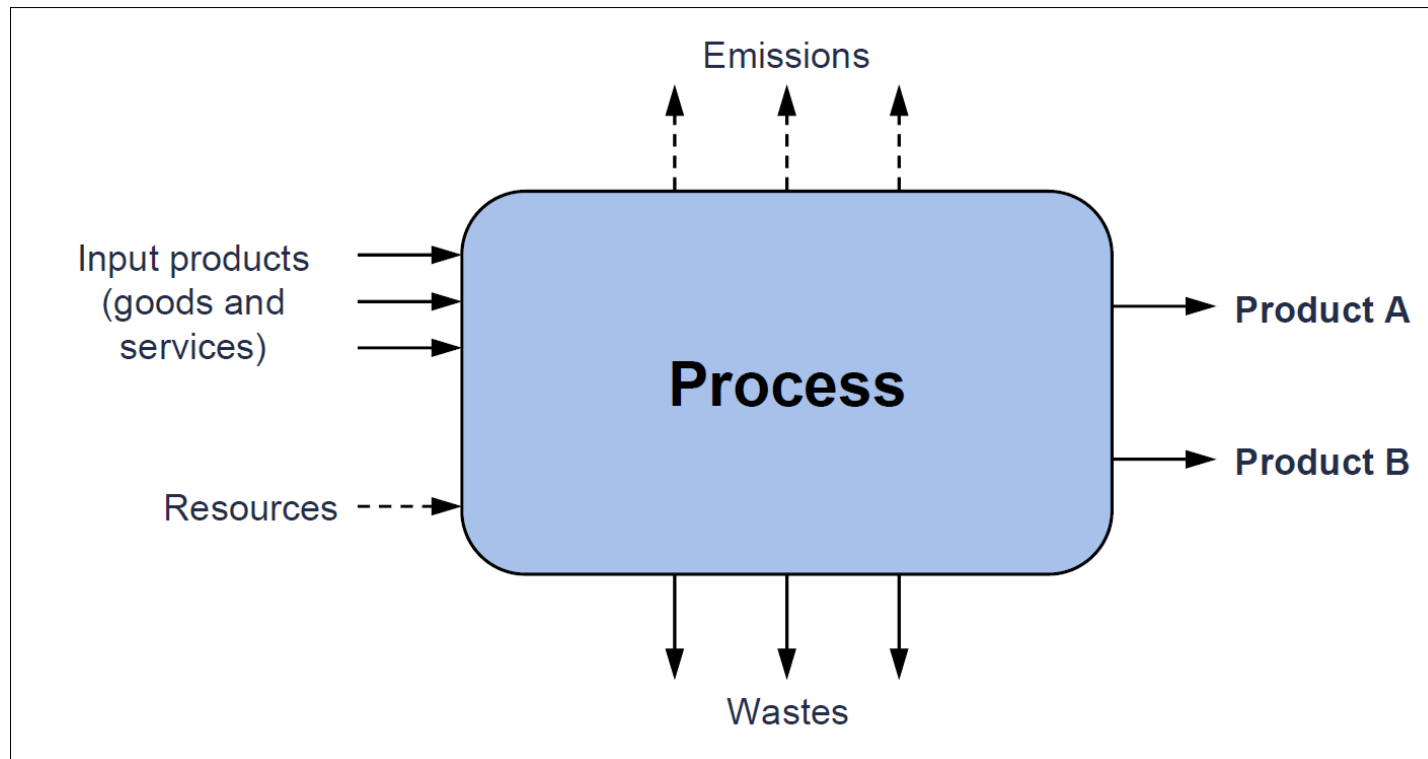 Emissions
Input products
(goods and
services)
Process
Product A
Product B
Resources
Wastes